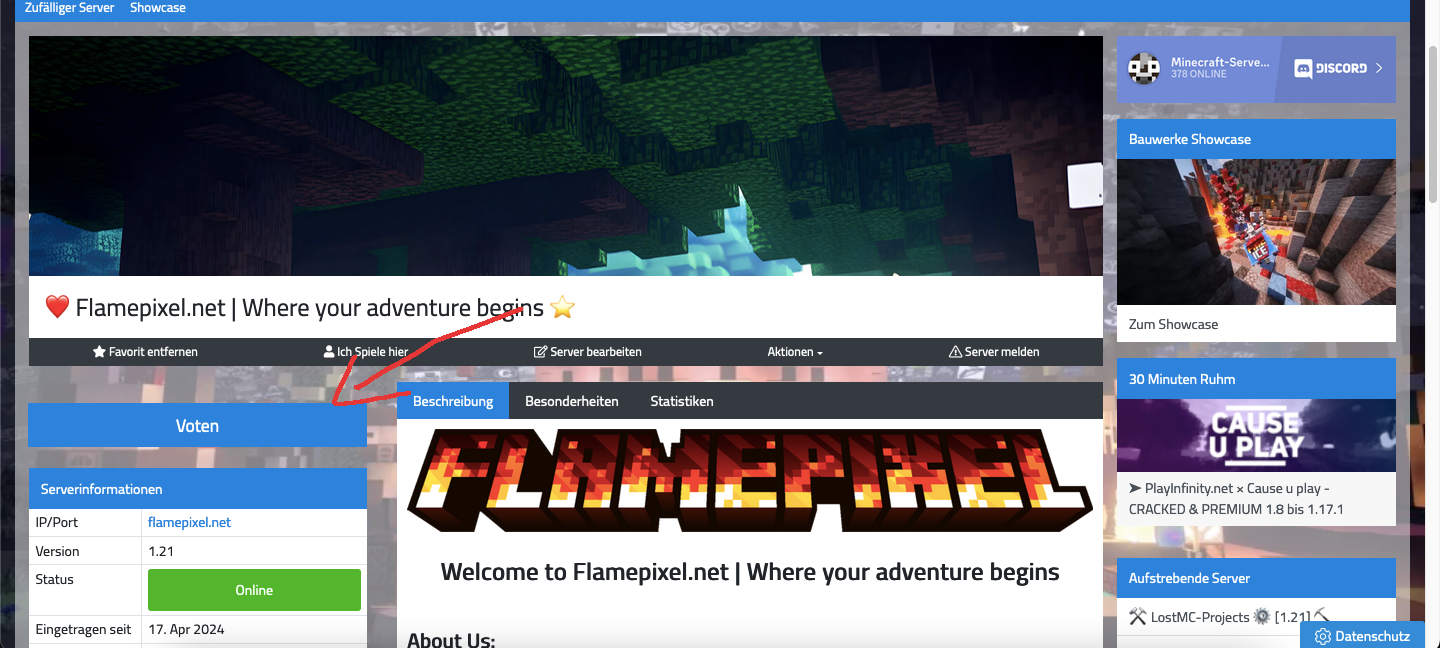 Zufälliger Server Showcase
Minecraft-Serve...
378 ONLINE
DISCORD
Bauwerke Showcase
Zum Showcase
❤️ Flamepixel.net | Where your adventure begins ⭐
Favorit entfernen Ich Spiele hier Server bearbeiten Aktionen Server melden
Voten
Beschreibung Besonderheiten Statistiken
FLAMEPIXEL
Welcome to Flamepixel.net | Where your adventure begins
About Us:
Serverinformationen
IP/Port flamepixel.net
Version 1.21
Status Online
Eingetragen seit 17. Apr 2024
30 Minuten Ruhm
CAUSE
U PLAY
➤ PlayInfinity.net × Cause u play -
CRACKED & PREMIUM 1.8 bis 1.17.1
Aufstrebende Server
⚒ LostMC-Projects ⚙ [1.21] ⛏
Datenschutz